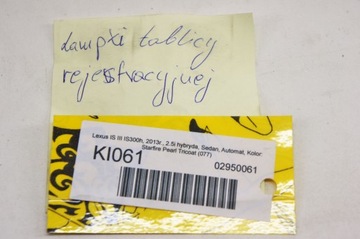 Lampki tablicy
rejestracyjnej
Lexus IS III IS300h, 2013r., 2.5i hybryda, Sedan, Automat, Kolor:
Starfire Pearl Tricoat (077)
KI061
02950061